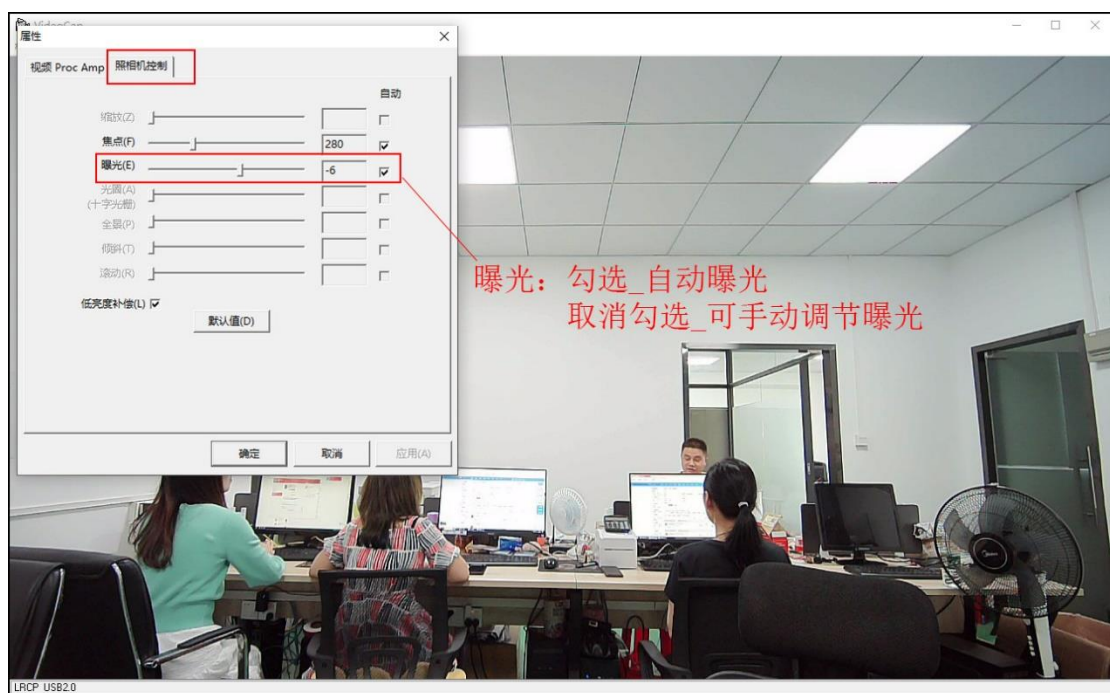 VideoCap
属性
视频 Proc Amp 照相机控制
自动
缩放(Z)
焦点(F) 280
曝光(E) -6
光圈(A)
(十字光栅)
全景(P)
倾斜(T)
滚动(R)
低亮度补偿(L)
默认值(D)
确定 取消 应用(A)
曝光：勾选_自动曝光
取消勾选_可手动调节曝光
LRCP USB2.0